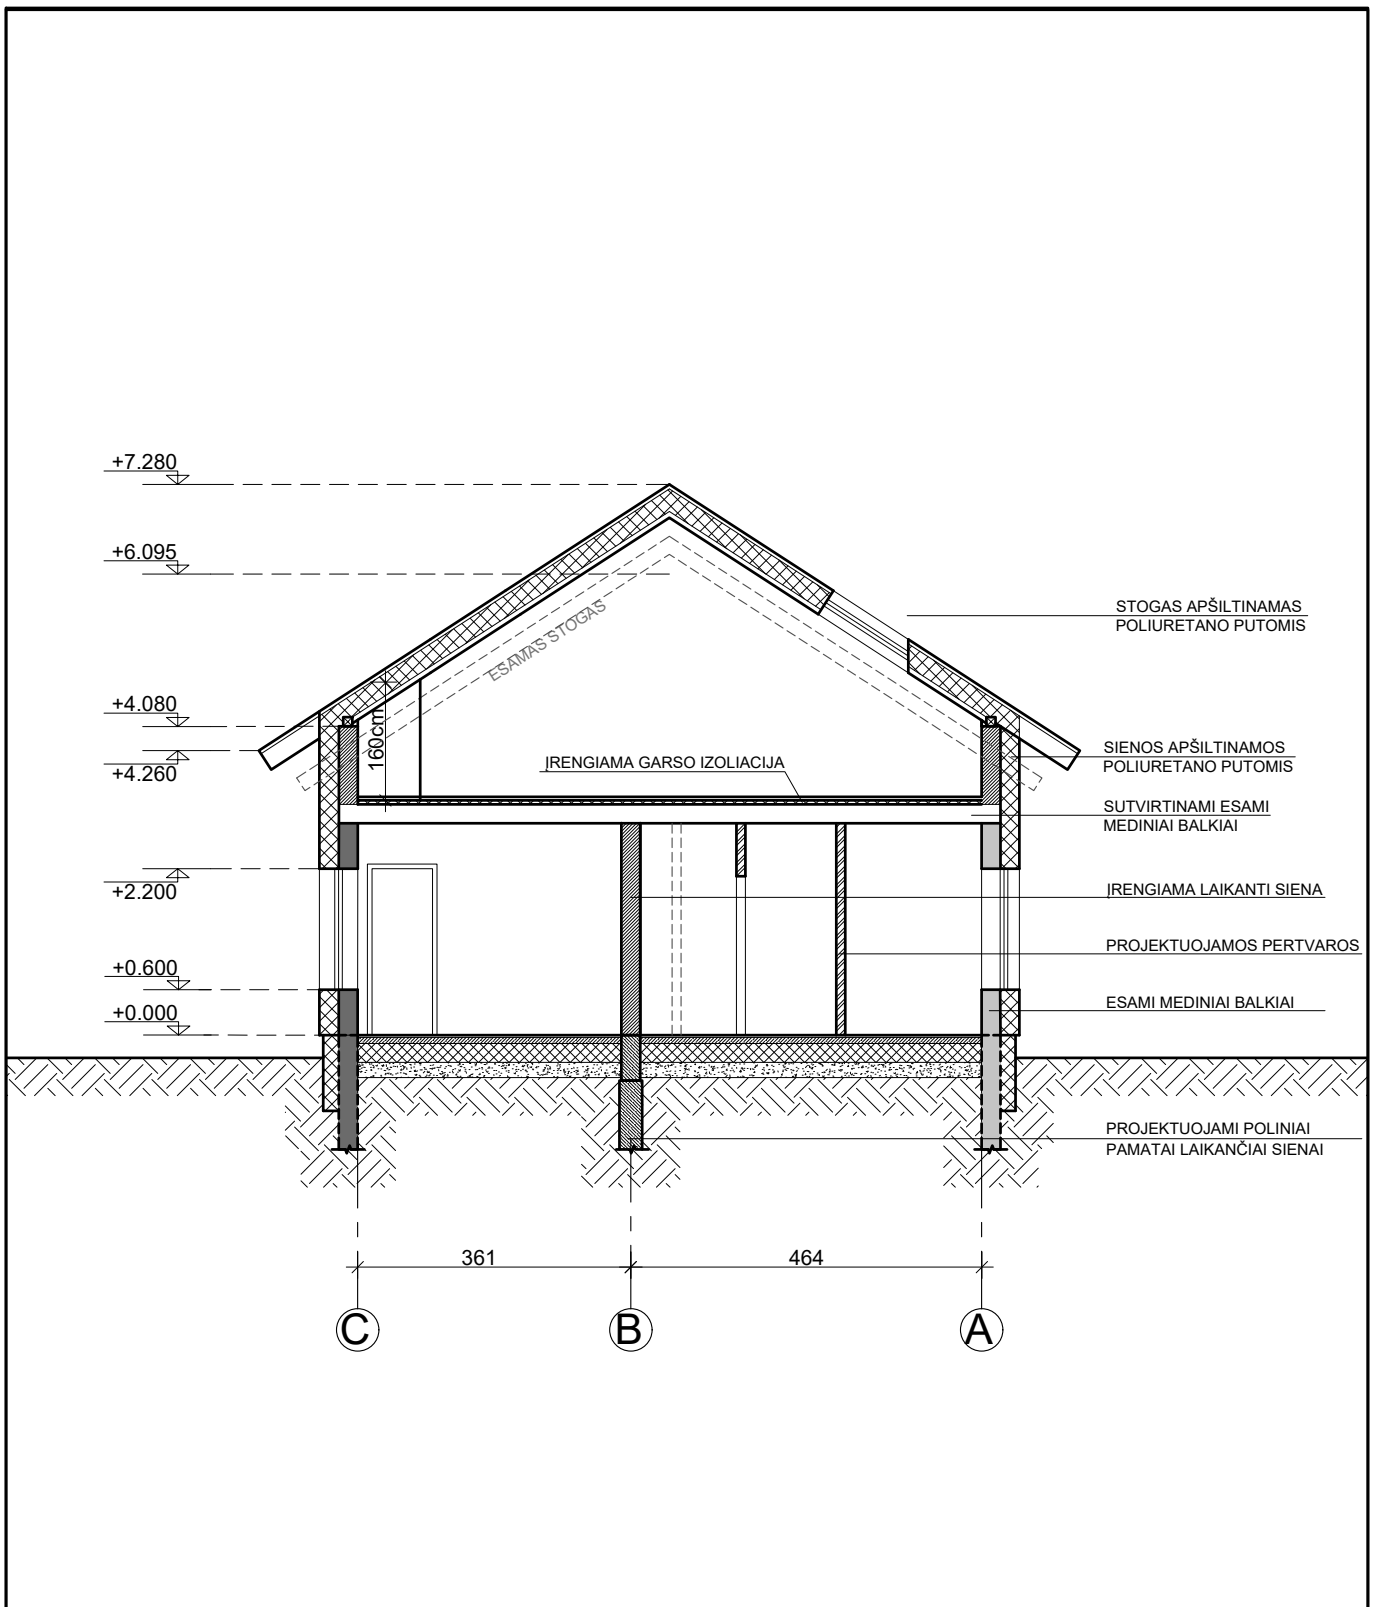 +7.280
+6.095
ESAMAS STOGAS
STOGAS APŠILTINAMAS
POLIURETANO PUTOMIS
+4.080
160cm
+4.260
ĮRENGIAMA GARSO IZOLIACIJA
SIENOS APŠILTINAMOS
POLIURETANO PUTOMIS
SUTVIRTINAMI ESAMI
MEDINIAI BALKIAI
+2.200
ĮRENGIAMA LAIKANTI SIENA
PROJEKTUOJAMOS PERTVAROS
+0.600
ESAMI MEDINIAI BALKIAI
+0.000
PROJEKTUOJAMI POLINIAI
PAMATAI LAIKANČIAI SIENAI
361
464
C
B
A